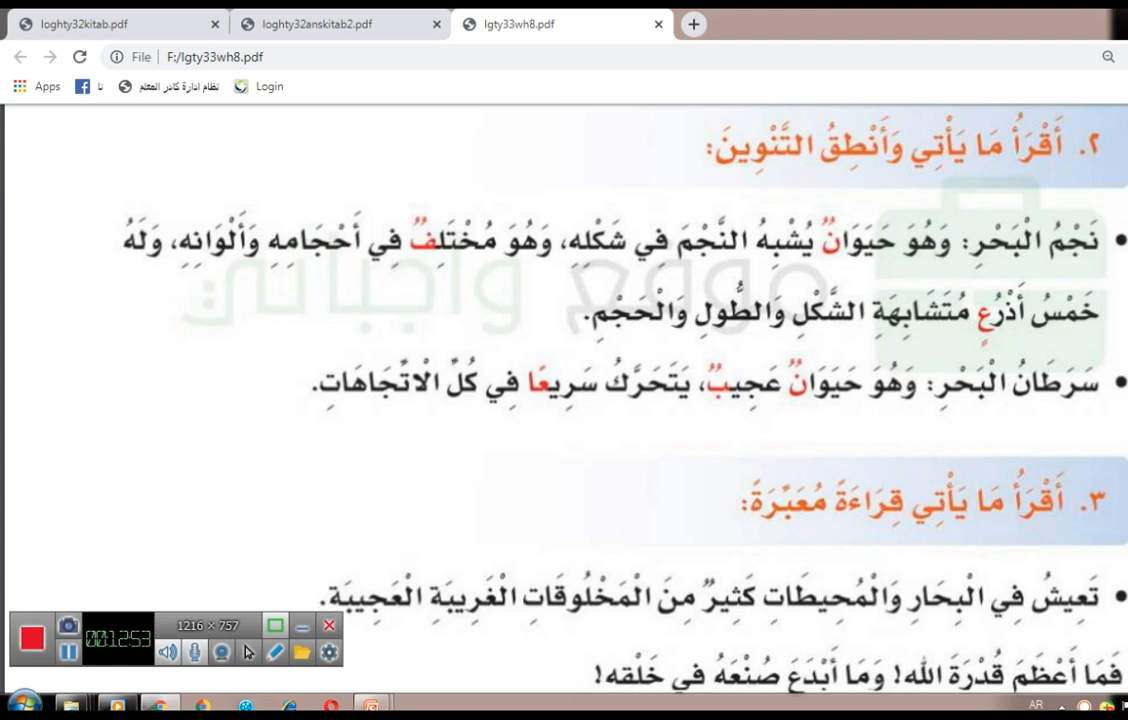 loghty32kitab.pdf
loghty32anskitab2.pdf
lgty33wh8.pdf
File | F:/lgty33wh8.pdf
Apps
تا
نظام ادارة كادر المعلم
Login
٢. أَقْرَأُ مَا يَأْتِي وَأَنْطِقُ التَّنْوِينَ:
• نَجْمُ الْبَحْرِ: وَهُوَ حَيَوَانٌ يُشْبِهُ النَّجْمَ فِي شَكْلِهِ، وَهُوَ مُخْتَلِفٌ فِي أَحْجَامِهِ وَأَلْوَانِهِ، وَلَهُ
خَمْسُ أَذْرُعٍ مُتَشَابِهَةِ الشَّكْلِ وَالطُّولِ وَالْحَجْمِ.
• سَرَطَانُ الْبَحْرِ: وَهُوَ حَيَوَانٌ عَجِيبٌ، يَتَحَرَّكُ سَرِيعًا فِي كُلِّ الْاتِّجَاهَاتِ.
موقع واجباتي
٣. أَقْرَأُ مَا يَأْتِي قِرَاءَةً مُعَبِّرَةً:
• تَعِيشُ فِي الْبِحَارِ وَالْمُحِيطَاتِ كَثِيرٌ مِنَ الْمَخْلُوقَاتِ الْغَرِيبَةِ الْعَجِيبَةِ.
فَمَا أَعْظَمَ قُدْرَةَ اللهِ! وَمَا أَبْدَعَ صُنْعَهُ فِي خَلْقِهِ!
1216 × 757
00:12:53
AR